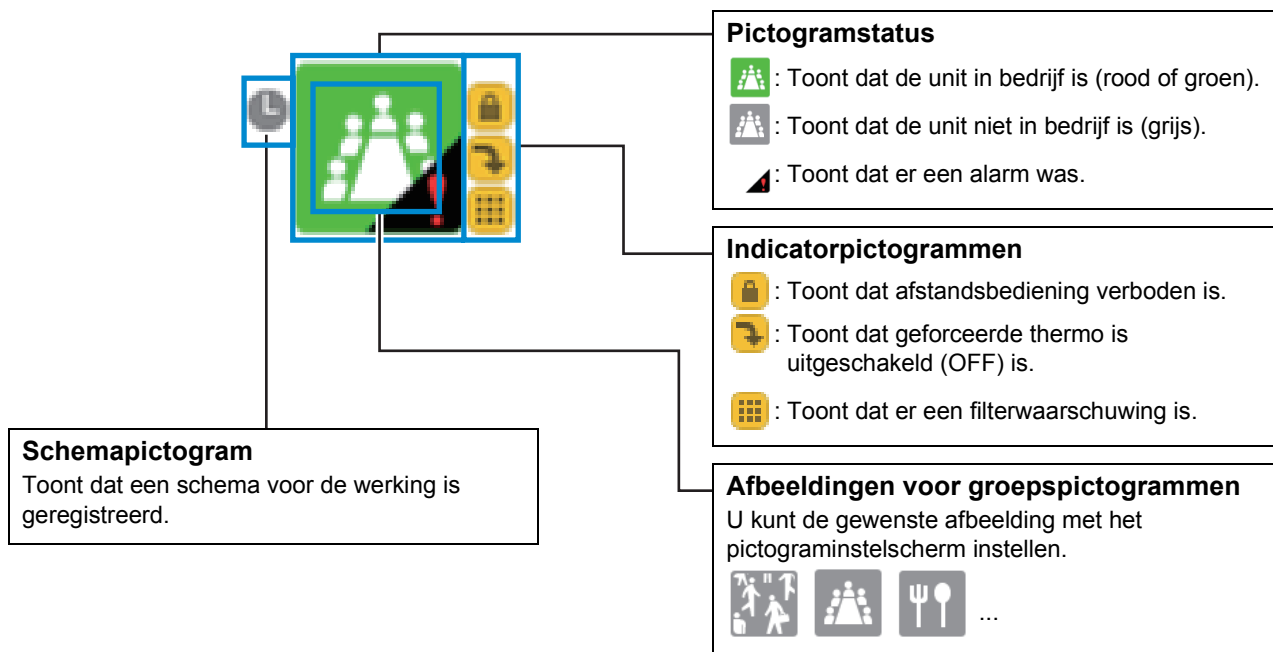 Pictogramstatus
: Toont dat de unit in bedrijf is (rood of groen).
: Toont dat de unit niet in bedrijf is (grijs).
: Toont dat er een alarm was.
Indicatorpictogrammen
: Toont dat afstandsbediening verboden is.
: Toont dat geforceerde thermo is
uitgeschakeld (OFF) is.
: Toont dat er een filterwaarschuwing is.
Schemapictogram
Toont dat een schema voor de werking is
geregistreerd.
Afbeeldingen voor groepspictogrammen
U kunt de gewenste afbeelding met het
pictograminstelscherm instellen.
...